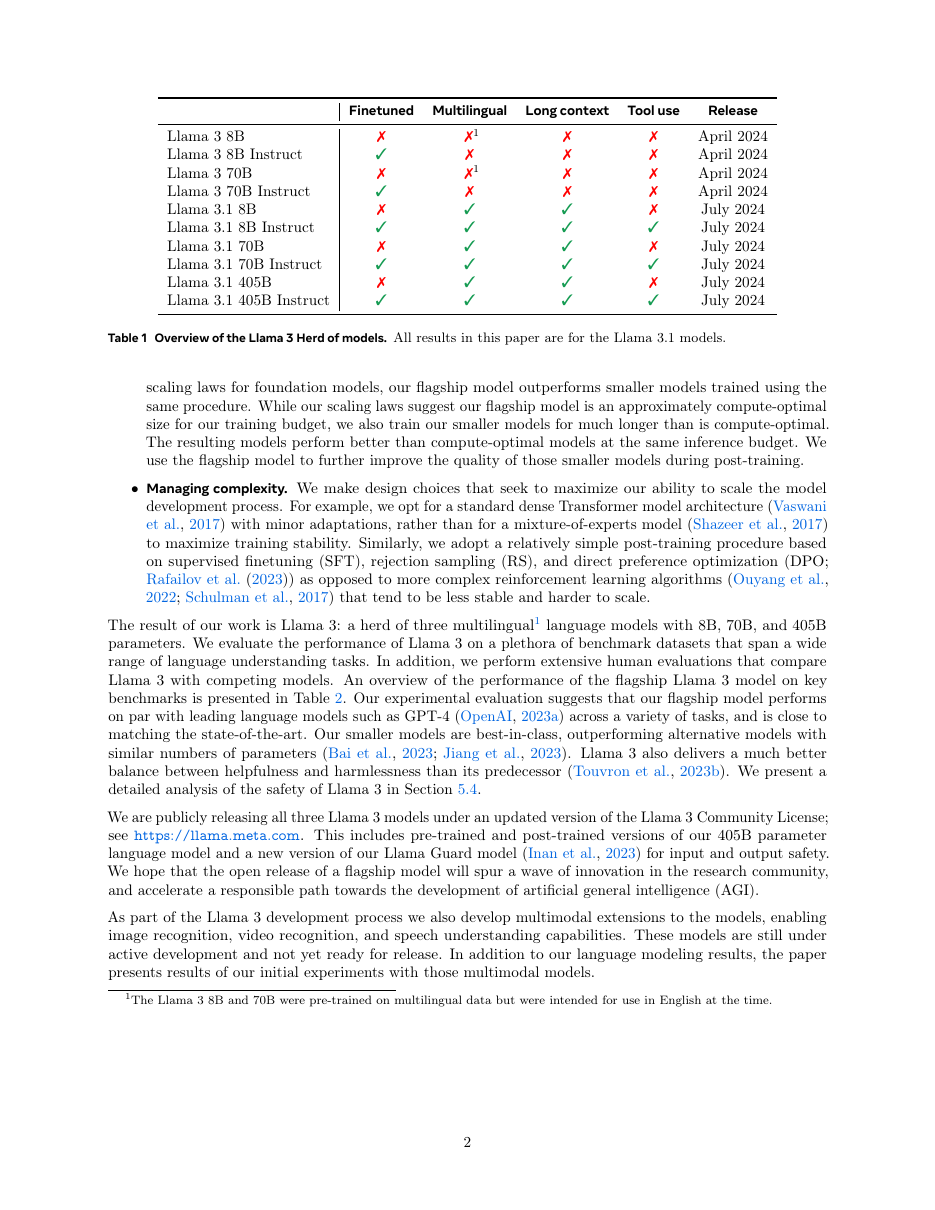 Finetuned Multilingual Long context Tool use Release
Llama 3 8B ✗ ✗1 ✗ ✗ April 2024
Llama 3 8B Instruct ✓ ✗ ✗ ✗ April 2024
Llama 3 70B ✗ ✗1 ✗ ✗ April 2024
Llama 3 70B Instruct ✓ ✗ ✗ ✗ April 2024
Llama 3.1 8B ✗ ✓ ✓ ✗ July 2024
Llama 3.1 8B Instruct ✓ ✓ ✓ ✓ July 2024
Llama 3.1 70B ✗ ✓ ✓ ✗ July 2024
Llama 3.1 70B Instruct ✓ ✓ ✓ ✓ July 2024
Llama 3.1 405B ✗ ✓ ✓ ✗ July 2024
Llama 3.1 405B Instruct ✓ ✓ ✓ ✓ July 2024
Table 1 Overview of the Llama 3 Herd of models. All results in this paper are for the Llama 3.1 models.
scaling laws for foundation models, our flagship model outperforms smaller models trained using the
same procedure. While our scaling laws suggest our flagship model is an approximately compute-optimal
size for our training budget, we also train our smaller models for much longer than is compute-optimal.
The resulting models perform better than compute-optimal models at the same inference budget. We
use the flagship model to further improve the quality of those smaller models during post-training.
• Managing complexity. We make design choices that seek to maximize our ability to scale the model
development process. For example, we opt for a standard dense Transformer model architecture (Vaswani
et al., 2017) with minor adaptations, rather than for a mixture-of-experts model (Shazeer et al., 2017)
to maximize training stability. Similarly, we adopt a relatively simple post-training procedure based
on supervised finetuning (SFT), rejection sampling (RS), and direct preference optimization (DPO;
Rafailov et al. (2023)) as opposed to more complex reinforcement learning algorithms (Ouyang et al.,
2022; Schulman et al., 2017) that tend to be less stable and harder to scale.
The result of our work is Llama 3: a herd of three multilingual1 language models with 8B, 70B, and 405B
parameters. We evaluate the performance of Llama 3 on a plethora of benchmark datasets that span a wide
range of language understanding tasks. In addition, we perform extensive human evaluations that compare
Llama 3 with competing models. An overview of the performance of the flagship Llama 3 model on key
benchmarks is presented in Table 2. Our experimental evaluation suggests that our flagship model performs
on par with leading language models such as GPT-4 (OpenAI, 2023a) across a variety of tasks, and is close to
matching the state-of-the-art. Our smaller models are best-in-class, outperforming alternative models with
similar numbers of parameters (Bai et al., 2023; Jiang et al., 2023). Llama 3 also delivers a much better
balance between helpfulness and harmlessness than its predecessor (Touvron et al., 2023b). We present a
detailed analysis of the safety of Llama 3 in Section 5.4.
We are publicly releasing all three Llama 3 models under an updated version of the Llama 3 Community License;
see https://llama.meta.com. This includes pre-trained and post-trained versions of our 405B parameter
language model and a new version of our Llama Guard model (Inan et al., 2023) for input and output safety.
We hope that the open release of a flagship model will spur a wave of innovation in the research community,
and accelerate a responsible path towards the development of artificial general intelligence (AGI).
As part of the Llama 3 development process we also develop multimodal extensions to the models, enabling
image recognition, video recognition, and speech understanding capabilities. These models are still under
active development and not yet ready for release. In addition to our language modeling results, the paper
presents results of our initial experiments with those multimodal models.
1The Llama 3 8B and 70B were pre-trained on multilingual data but were intended for use in English at the time.
2